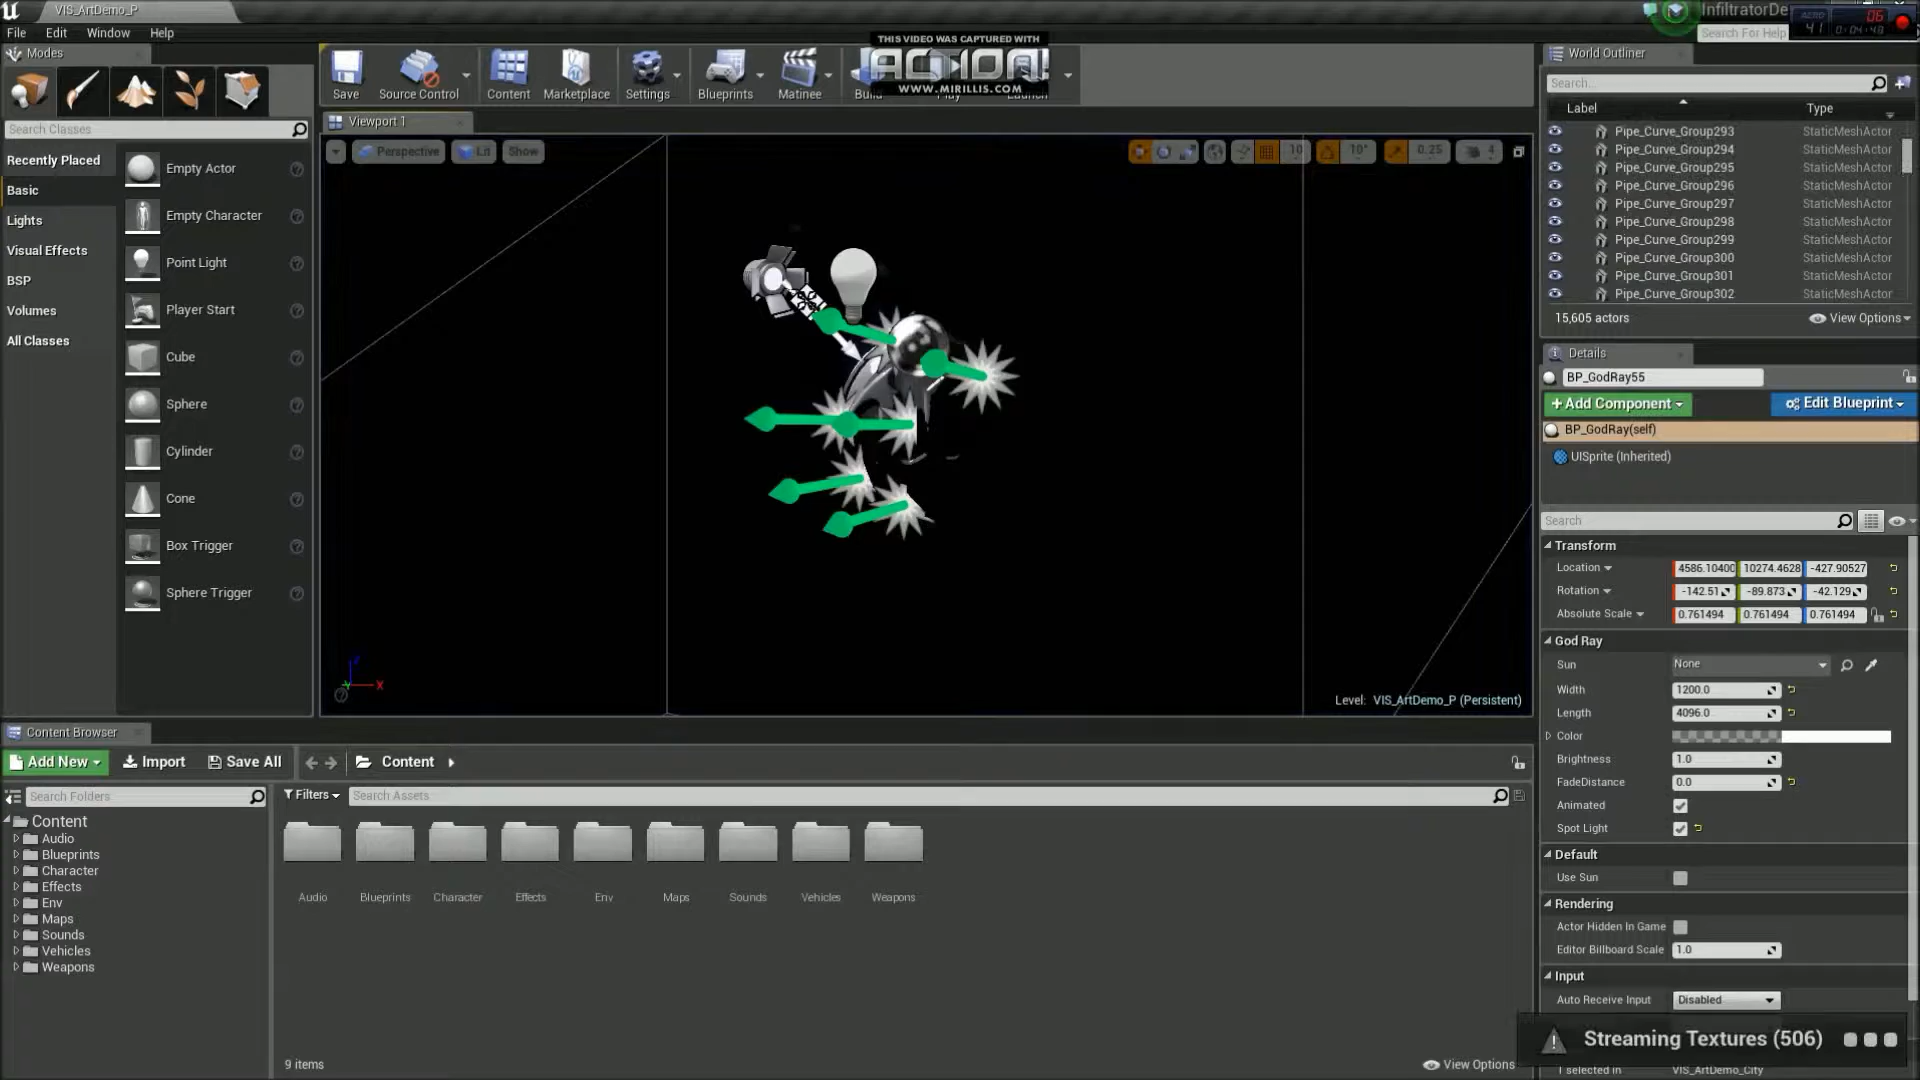 VIS_ArtDemo_P
InfiltratorDe
File Edit Window Help
Search For Help
Modes
THIS VIDEO WAS CAPTURED WITH
ACTION!
WWW.MIRILLIS.COM
Save
Source Control
Content
Marketplace
Settings
Blueprints
Matinee
Build
Search Classes
Recently Placed
Basic
Lights
Visual Effects
BSP
Volumes
All Classes
Empty Actor
Empty Character
Point Light
Player Start
Cube
Sphere
Cylinder
Cone
Box Trigger
Sphere Trigger
Viewport 1
Perspective Lit Show
10 10° 0.25 4
X
Level: VIS_ArtDemo_P (Persistent)
World Outliner
Search...
Label Type
Pipe_Curve_Group293 StaticMeshActor
Pipe_Curve_Group294 StaticMeshActor
Pipe_Curve_Group295 StaticMeshActor
Pipe_Curve_Group296 StaticMeshActor
Pipe_Curve_Group297 StaticMeshActor
Pipe_Curve_Group298 StaticMeshActor
Pipe_Curve_Group299 StaticMeshActor
Pipe_Curve_Group300 StaticMeshActor
Pipe_Curve_Group301 StaticMeshActor
Pipe_Curve_Group302 StaticMeshActor
15,605 actors View Options
Details
BP_GodRay55
+ Add Component Edit Blueprint
BP_GodRay(self)
UISprite (Inherited)
Search
Transform
Location 4586.10400 10274.4628 -427.90527
Rotation -142.51 -89.873 -42.129
Absolute Scale 0.761494 0.761494 0.761494
God Ray
Sun None
Width 1200.0
Length 4096.0
Color
Brightness 1.0
FadeDistance 0.0
Animated
Spot Light
Default
Use Sun
Rendering
Actor Hidden In Game
Editor Billboard Scale 1.0
Input
Auto Receive Input Disabled
Streaming Textures (506)
1 selected in VIS_ArtDemo_City
Content Browser
Add New Import Save All Content
Search Folders
Filters Search Assets
Content
Audio
Blueprints
Character
Effects
Env
Maps
Sounds
Vehicles
Weapons
Audio Blueprints Character Effects Env Maps Sounds Vehicles Weapons
9 items View Options